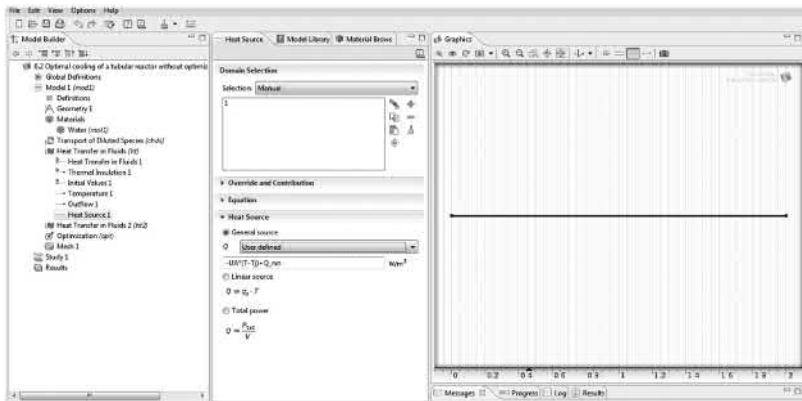 File Edit View Options Help
Model Builder
6.2 Optimal cooling of a tubular reactor without optimi
Global Definitions
Model 1 (mod1)
Definitions
Geometry 1
Materials
Water (mat1)
Transport of Diluted Species (chds)
Heat Transfer in Fluids (ht)
Heat Transfer in Fluids 1
Thermal Insulation 1
Initial Values 1
Temperature 1
Outflow 1
Heat Source 1
Heat Transfer in Fluids 2 (ht2)
Optimization (opt)
Mesh 1
Study 1
Results
Heat Source Model Library Material Brows
Domain Selection
Selection: Manual
1
Override and Contribution
Equation
Heat Source
General source
Q User defined
-UA*(T-Tj)+Q_rxn W/m³
Linear source
Q = qs · T
Total power
Q = Ptot/V
Graphics
0 0.2 0.4 0.6 0.8 1 1.2 1.4 1.6 1.8 2
Messages Progress Log Results